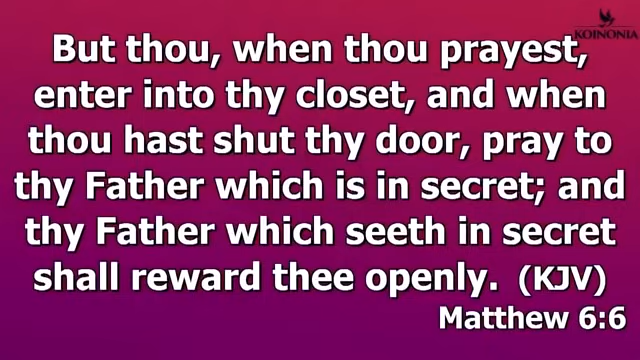 KOINONIA
But thou, when thou prayest,
enter into thy closet, and when
thou hast shut thy door, pray to
thy Father which is in secret; and
thy Father which seeth in secret
shall reward thee openly. (KJV)
Matthew 6:6